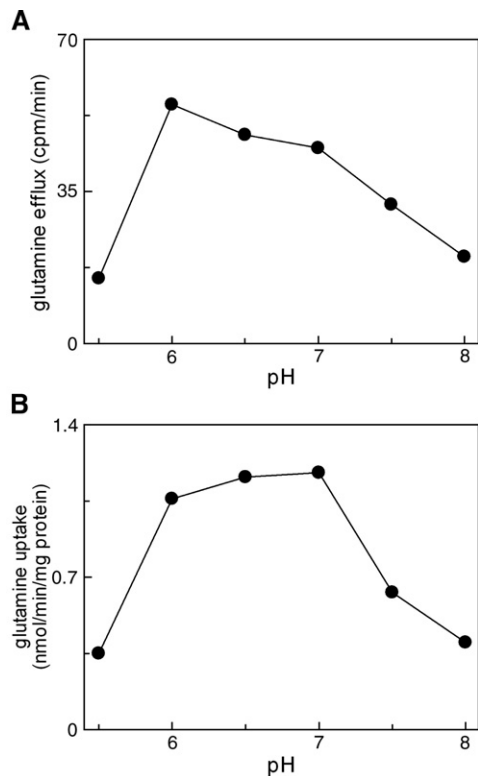 A
glutamine efflux (cpm/min)
70
35
0
6
7
8
pH
B
glutamine uptake
(nmol/min/mg protein)
1.4
0.7
0
6
7
8
pH